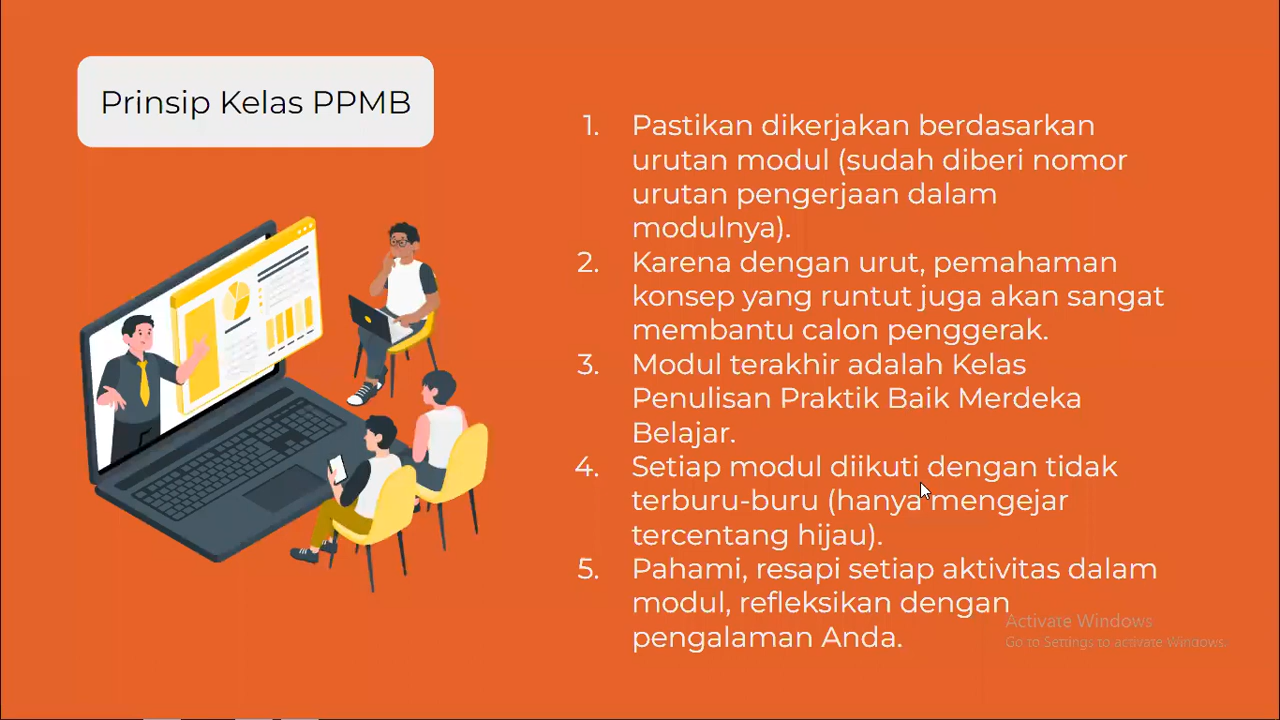 Prinsip Kelas PPMB
1. Pastikan dikerjakan berdasarkan
urutan modul (sudah diberi nomor
urutan pengerjaan dalam
modulnya).
2. Karena dengan urut, pemahaman
konsep yang runtut juga akan sangat
membantu calon penggerak.
3. Modul terakhir adalah Kelas
Penulisan Praktik Baik Merdeka
Belajar.
4. Setiap modul diikuti dengan tidak
terburu-buru (hanya mengejar
tercentang hijau).
5. Pahami, resapi setiap aktivitas dalam
modul, refleksikan dengan
pengalaman Anda.
Activate Windows
Go to Settings to activate Windows.